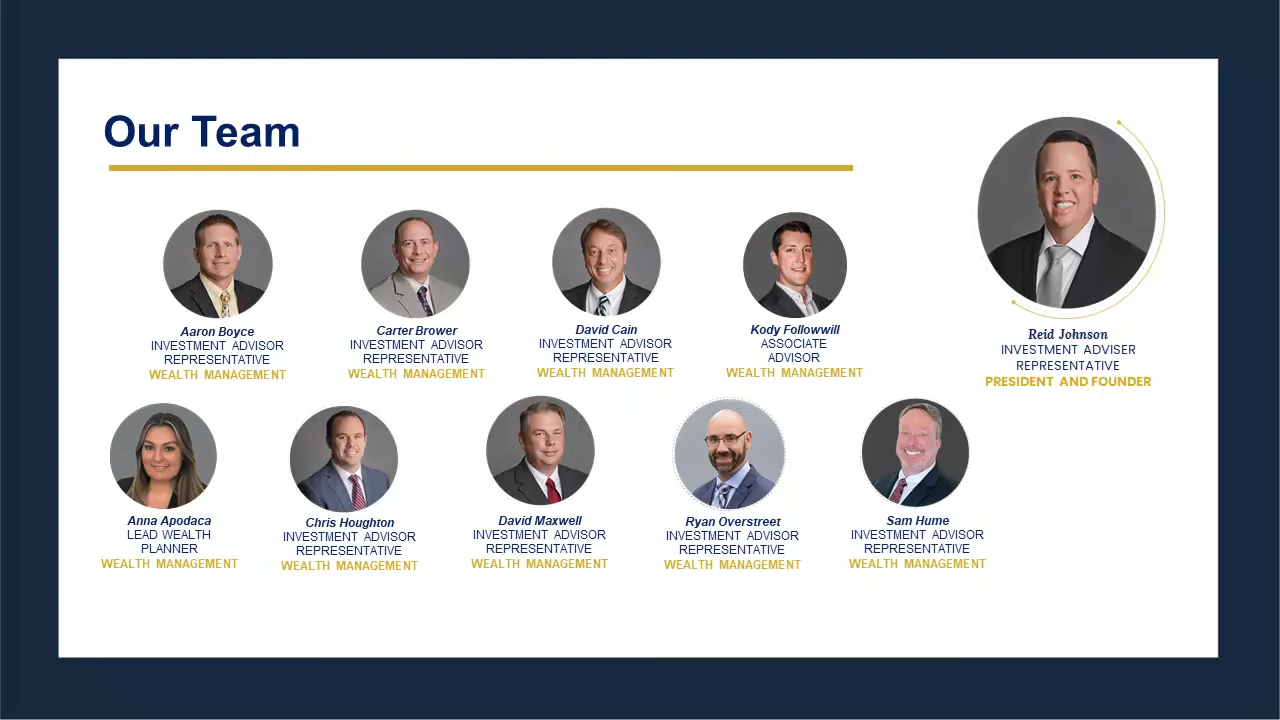 Our Team
Aaron Boyce
INVESTMENT ADVISOR
REPRESENTATIVE
WEALTH MANAGEMENT
Carter Brower
INVESTMENT ADVISOR
REPRESENTATIVE
WEALTH MANAGEMENT
David Cain
INVESTMENT ADVISOR
REPRESENTATIVE
WEALTH MANAGEMENT
Kody Followwill
ASSOCIATE
ADVISOR
WEALTH MANAGEMENT
Reid Johnson
INVESTMENT ADVISER
REPRESENTATIVE
PRESIDENT AND FOUNDER
Anna Apodaca
LEAD WEALTH
PLANNER
WEALTH MANAGEMENT
Chris Houghton
INVESTMENT ADVISOR
REPRESENTATIVE
WEALTH MANAGEMENT
David Maxwell
INVESTMENT ADVISOR
REPRESENTATIVE
WEALTH MANAGEMENT
Ryan Overstreet
INVESTMENT ADVISOR
REPRESENTATIVE
WEALTH MANAGEMENT
Sam Hume
INVESTMENT ADVISOR
REPRESENTATIVE
WEALTH MANAGEMENT